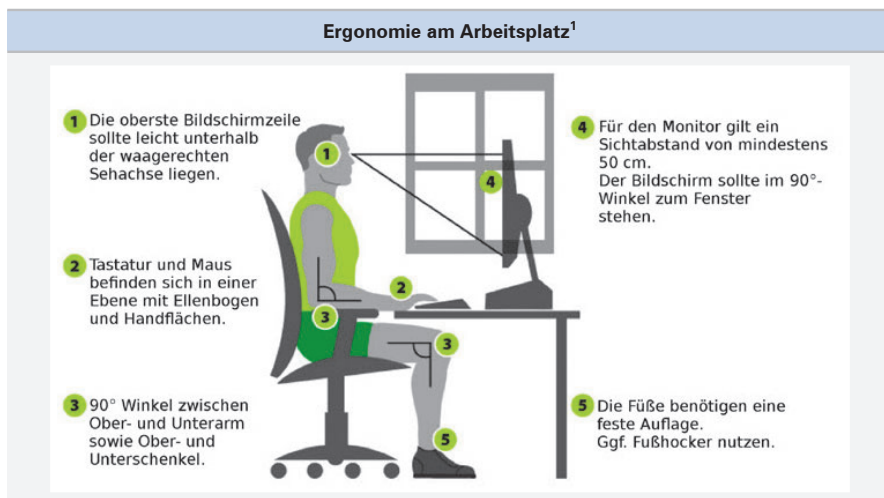 Ergonomie am Arbeitsplatz¹
1 Die oberste Bildschirmzeile
sollte leicht unterhalb
der waagerechten
Sehachse liegen.
2 Tastatur und Maus
befinden sich in einer
Ebene mit Ellenbogen
und Handflächen.
3 90° Winkel zwischen
Ober- und Unterarm
sowie Ober- und
Unterschenkel.
1
4
2
3
3
5
4 Für den Monitor gilt ein
Sichtabstand von mindestens
50 cm.
Der Bildschirm sollte im 90°-
Winkel zum Fenster
stehen.
5 Die Füße benötigen eine
feste Auflage.
Ggf. Fußhocker nutzen.